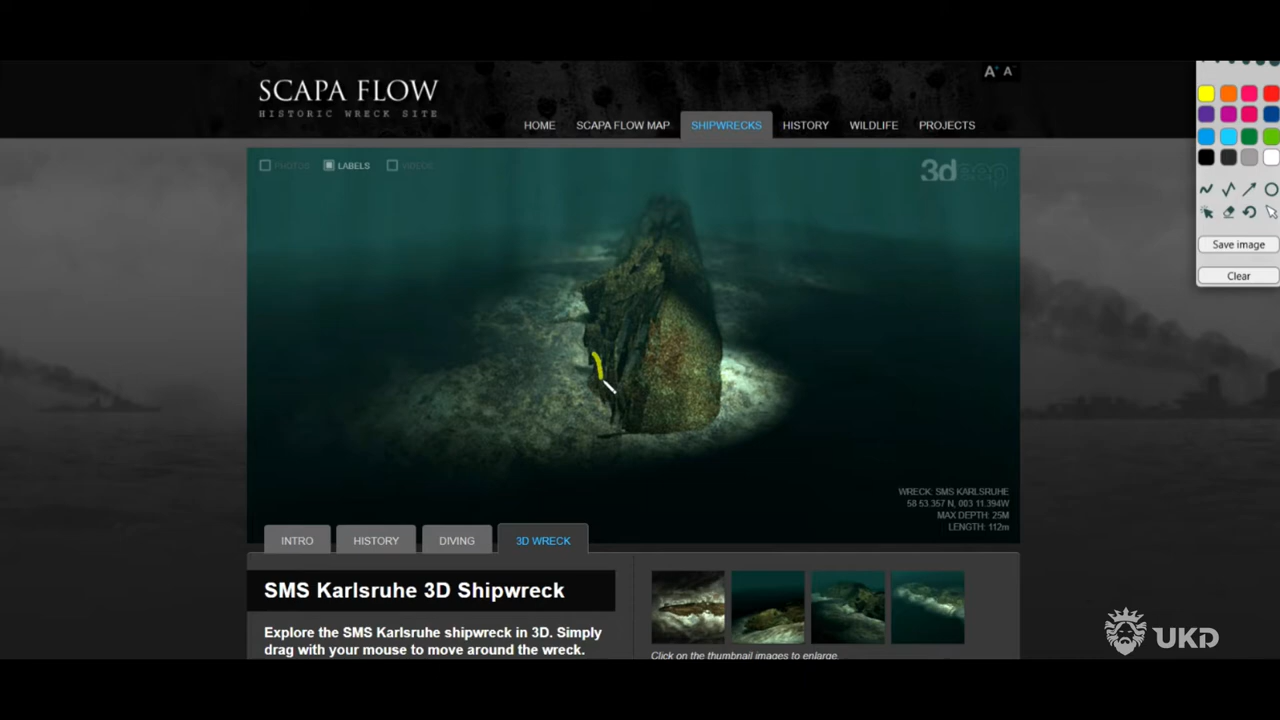 SCAPA FLOW
HISTORIC WRECK SITE
A+ A-
HOME SCAPA FLOW MAP SHIPWRECKS HISTORY WILDLIFE PROJECTS
PHOTOS LABELS VIDEOS
3deep
Save image
Clear
WRECK: SMS KARLSRUHE
58 53.357 N, 003 11.394W
MAX DEPTH: 25M
LENGTH: 112m
INTRO HISTORY DIVING 3D WRECK
SMS Karlsruhe 3D Shipwreck
Explore the SMS Karlsruhe shipwreck in 3D. Simply
drag with your mouse to move around the wreck.
Click on the thumbnail images to enlarge.
UKD